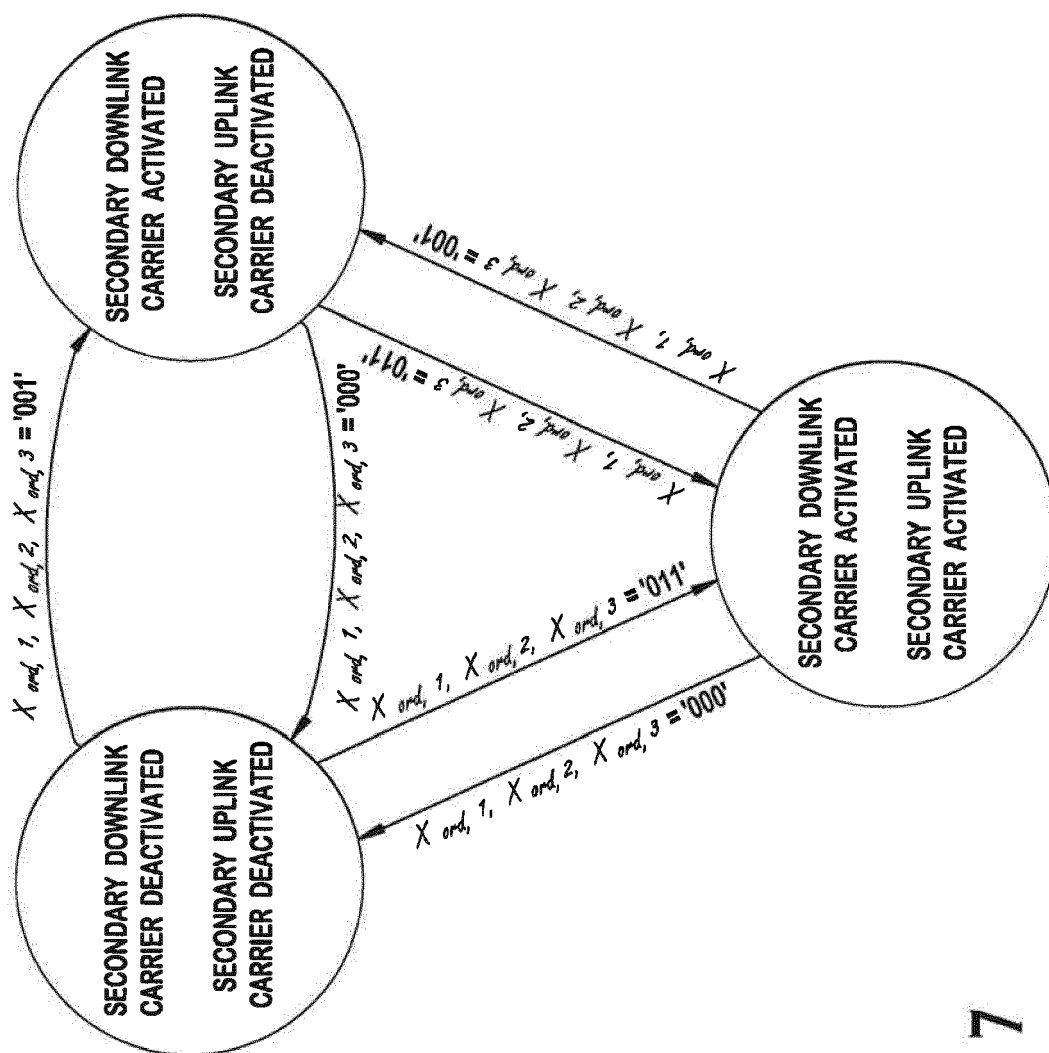 SECONDARY DOWNLINK
CARRIER DEACTIVATED
SECONDARY UPLINK
CARRIER DEACTIVATED
X ord, 1, X ord, 2, X ord, 3 = '001'
X ord, 1, X ord, 2, X ord, 3 = '000'
SECONDARY DOWNLINK
CARRIER ACTIVATED
SECONDARY UPLINK
CARRIER DEACTIVATED
X ord, 1, X ord, 2, X ord, 3 = '011'
X ord, 1, X ord, 2, X ord, 3 = '000'
X ord, 1, X ord, 2, X ord, 3 = '011'
X ord, 1, X ord, 2, X ord, 3 = '001'
SECONDARY DOWNLINK
CARRIER ACTIVATED
SECONDARY UPLINK
CARRIER ACTIVATED
7